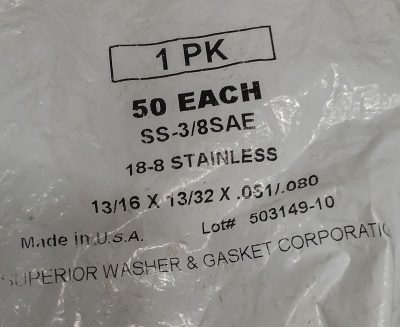 1 PK
50 EACH
SS-3/8SAE
18-8 STAINLESS
13/16 X 13/32 X .051/.080
Made in U.S.A. Lot# 503149-10
SUPERIOR WASHER & GASKET CORPORATIO